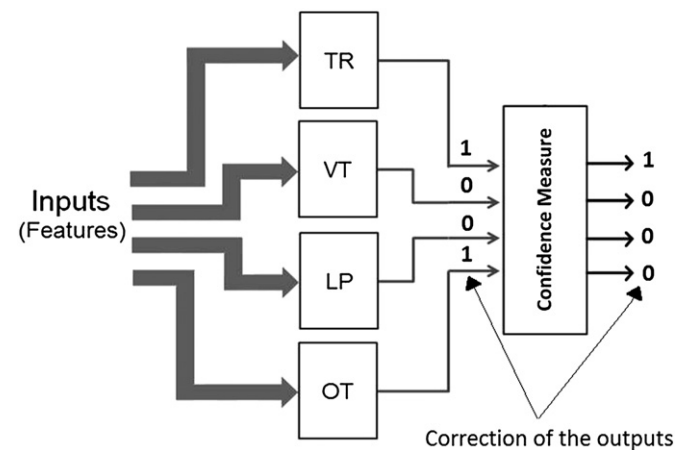 TR
VT
LP
OT
Inputs
(Features)
1
0
0
1
Confidence Measure
1
0
0
0
Correction of the outputs